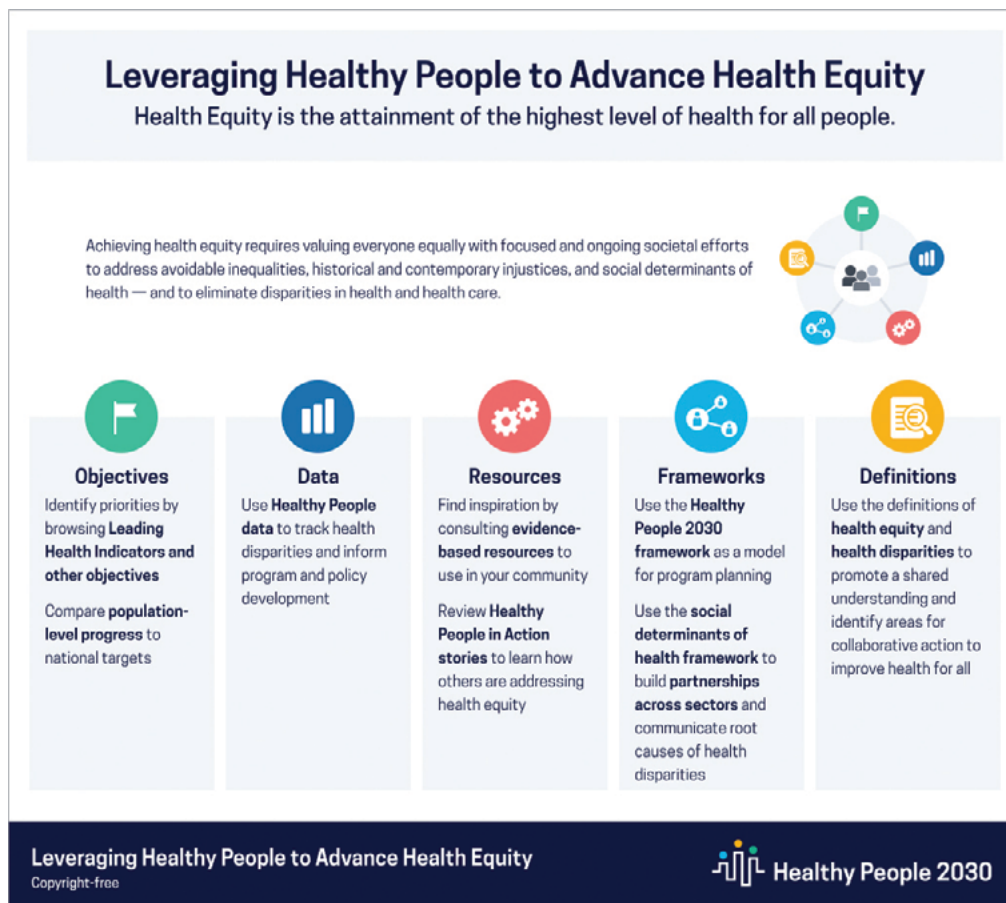 Leveraging Healthy People to Advance Health Equity
Health Equity is the attainment of the highest level of health for all people.
Achieving health equity requires valuing everyone equally with focused and ongoing societal efforts
to address avoidable inequalities, historical and contemporary injustices, and social determinants of
health — and to eliminate disparities in health and health care.
Objectives
Identify priorities by
browsing Leading
Health Indicators and
other objectives
Compare population-
level progress to
national targets
Data
Use Healthy People
data to track health
disparities and inform
program and policy
development
Resources
Find inspiration by
consulting evidence-
based resources to
use in your community
Review Healthy
People in Action
stories to learn how
others are addressing
health equity
Frameworks
Use the Healthy
People 2030
framework as a model
for program planning
Use the social
determinants of
health framework to
build partnerships
across sectors and
communicate root
causes of health
disparities
Definitions
Use the definitions of
health equity and
health disparities to
promote a shared
understanding and
identify areas for
collaborative action to
improve health for all
Leveraging Healthy People to Advance Health Equity
Copyright-free
Healthy People 2030